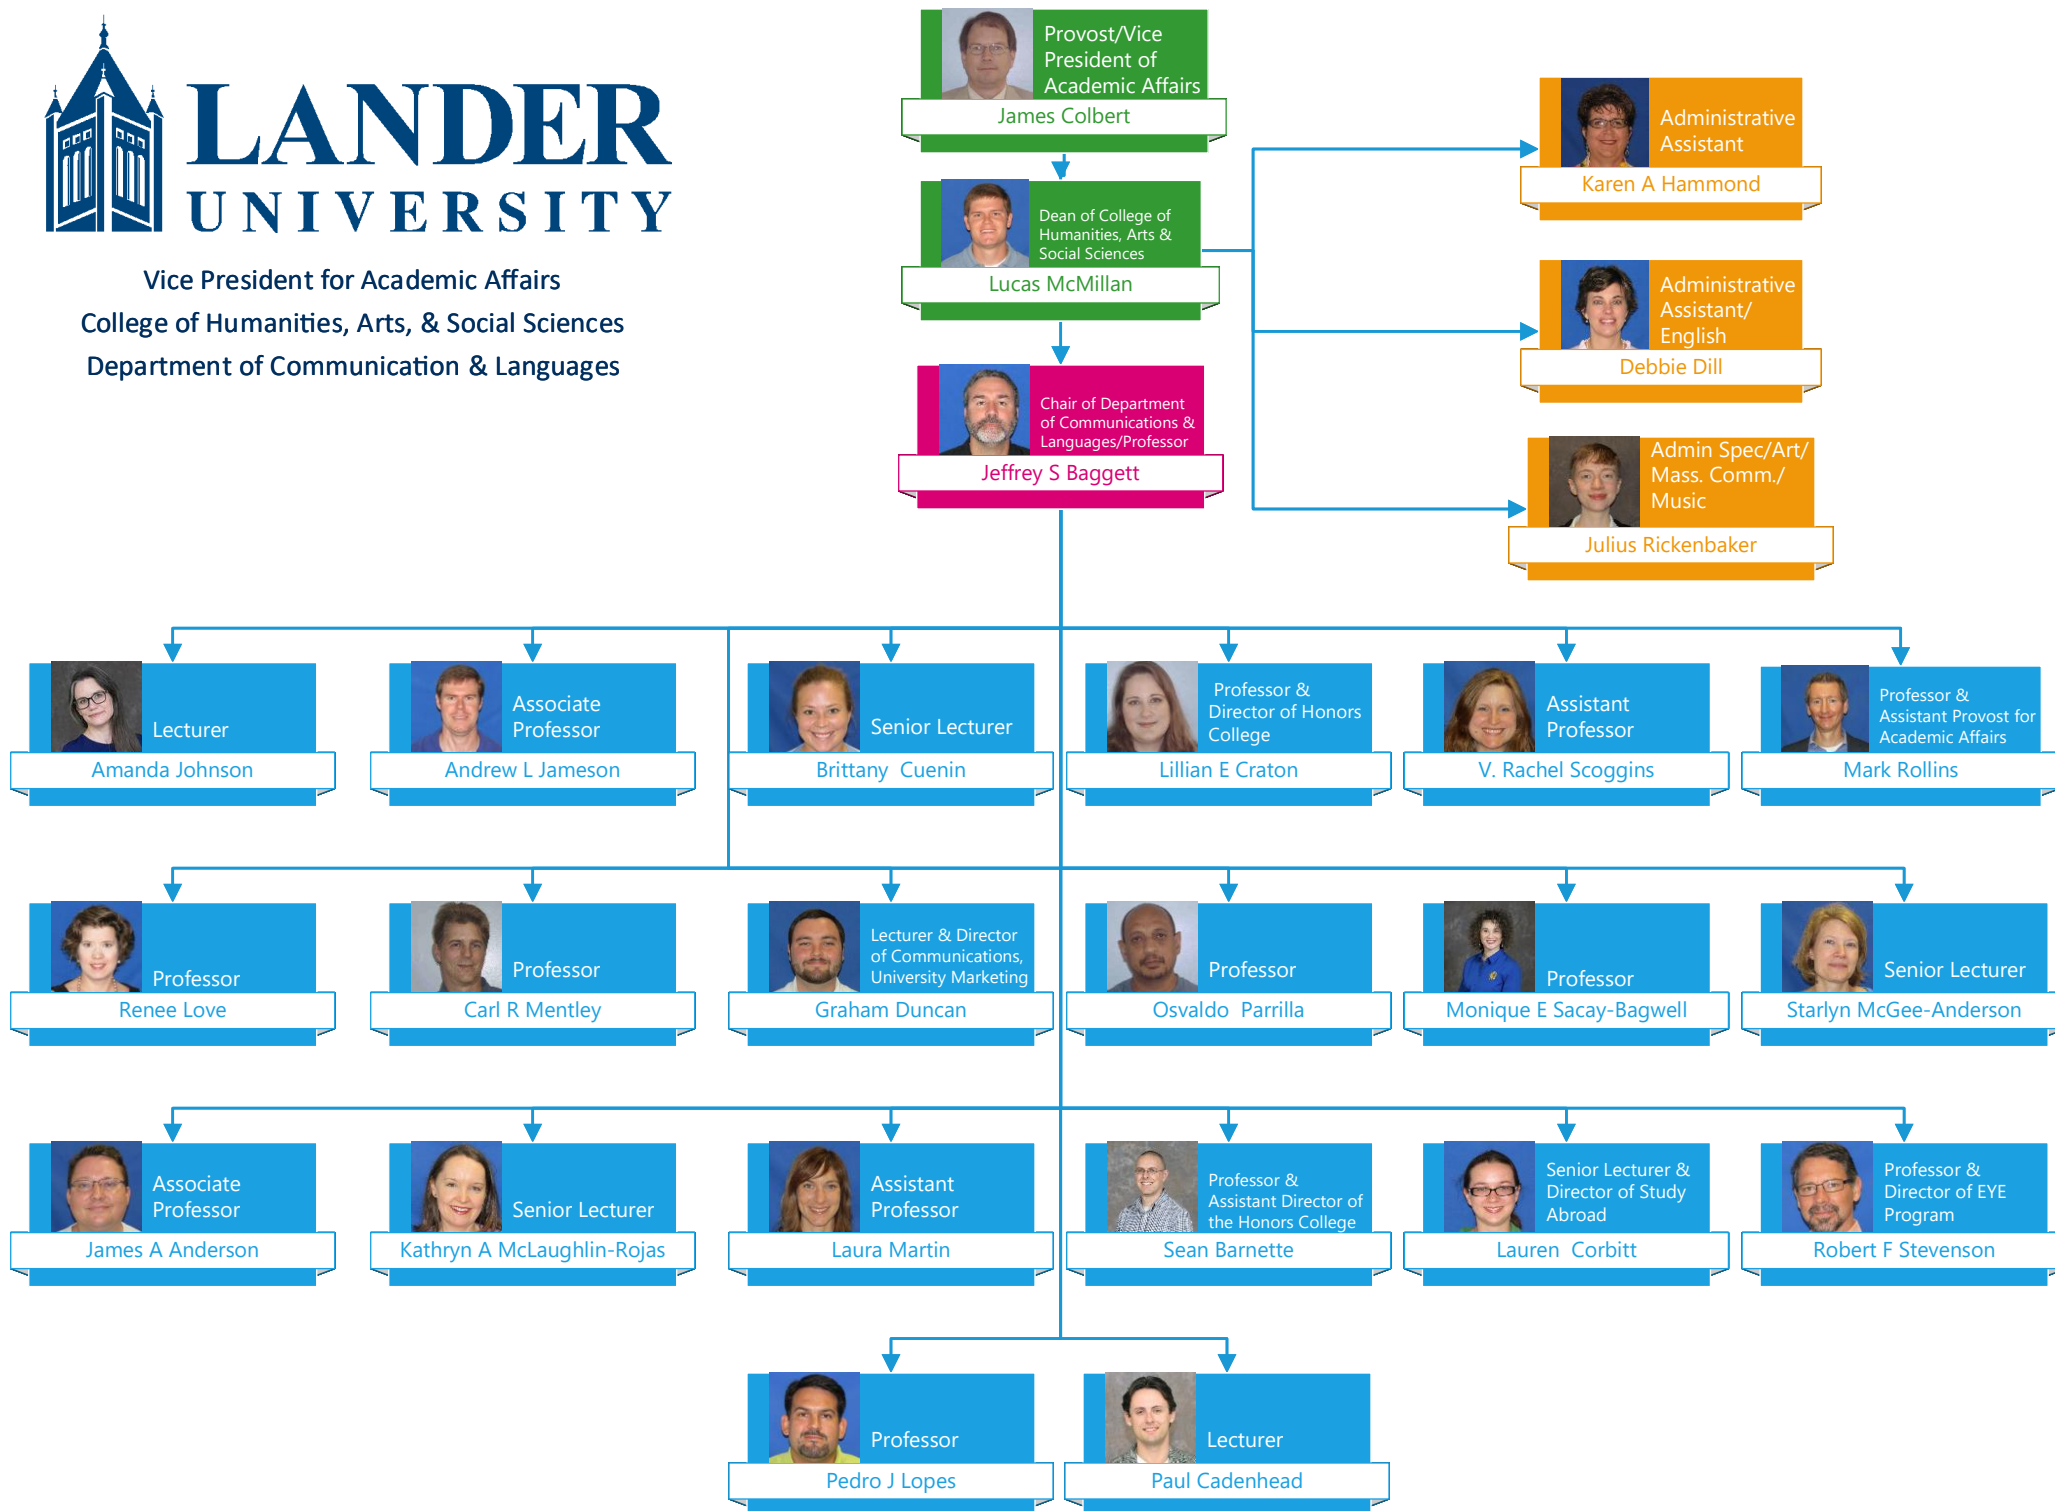 LANDER
UNIVERSITY
Vice President for Academic Affairs
College of Humanities, Arts, & Social Sciences
Department of Communication & Languages
Provost/Vice
President of
Academic Affairs
James Colbert
Dean of College of
Humanities, Arts &
Social Sciences
Lucas McMillan
Chair of Department
of Communications &
Languages/Professor
Jeffrey S Baggett
Administrative
Assistant
Karen A Hammond
Administrative
Assistant/
English
Debbie Dill
Admin Spec/Art/
Mass. Comm./
Music
Julius Rickenbaker
Lecturer
Amanda Johnson
Associate
Professor
Andrew L Jameson
Senior Lecturer
Brittany Cuenin
Professor &
Director of Honors
College
Lillian E Craton
Assistant
Professor
V. Rachel Scoggins
Professor &
Assistant Provost for
Academic Affairs
Mark Rollins
Professor
Renee Love
Professor
Carl R Mentley
Lecturer & Director
of Communications,
University Marketing
Graham Duncan
Professor
Osvaldo Parrilla
Professor
Monique E Sacay-Bagwell
Senior Lecturer
Starlyn McGee-Anderson
Associate
Professor
James A Anderson
Senior Lecturer
Kathryn A McLaughlin-Rojas
Assistant
Professor
Laura Martin
Professor &
Assistant Director of
the Honors College
Sean Barnette
Senior Lecturer &
Director of Study
Abroad
Lauren Corbitt
Professor &
Director of EYE
Program
Robert F Stevenson
Professor
Pedro J Lopes
Lecturer
Paul Cadenhead